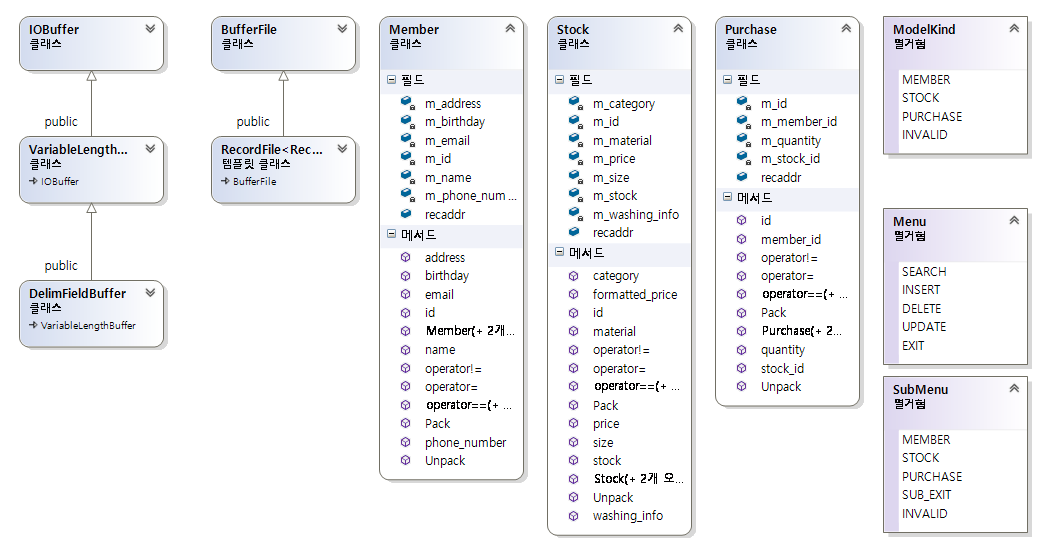 IOBuffer
클래스
public
VariableLength...
클래스
IOBuffer
public
DelimFieldBuffer
클래스
VariableLengthBuffer
BufferFile
클래스
public
RecordFile<Rec...
템플릿 클래스
BufferFile
Member
클래스
필드
m_address
m_birthday
m_email
m_id
m_name
m_phone_num...
recaddr
메서드
address
birthday
email
id
Member(+ 2개...
name
operator!=
operator=
operator==(+ ...
Pack
phone_number
Unpack
Stock
클래스
필드
m_category
m_id
m_material
m_price
m_size
m_stock
m_washing_info
recaddr
메서드
category
formatted_price
id
material
operator!=
operator=
operator==(+ ...
Pack
price
size
stock
Stock(+ 2개 오...
Unpack
washing_info
Purchase
클래스
필드
m_id
m_member_id
m_quantity
m_stock_id
recaddr
메서드
id
member_id
operator!=
operator=
operator==(+ ...
Pack
Purchase(+ 2...
quantity
stock_id
Unpack
ModelKind
열거형
MEMBER
STOCK
PURCHASE
INVALID
Menu
열거형
SEARCH
INSERT
DELETE
UPDATE
EXIT
SubMenu
열거형
MEMBER
STOCK
PURCHASE
SUB_EXIT
INVALID